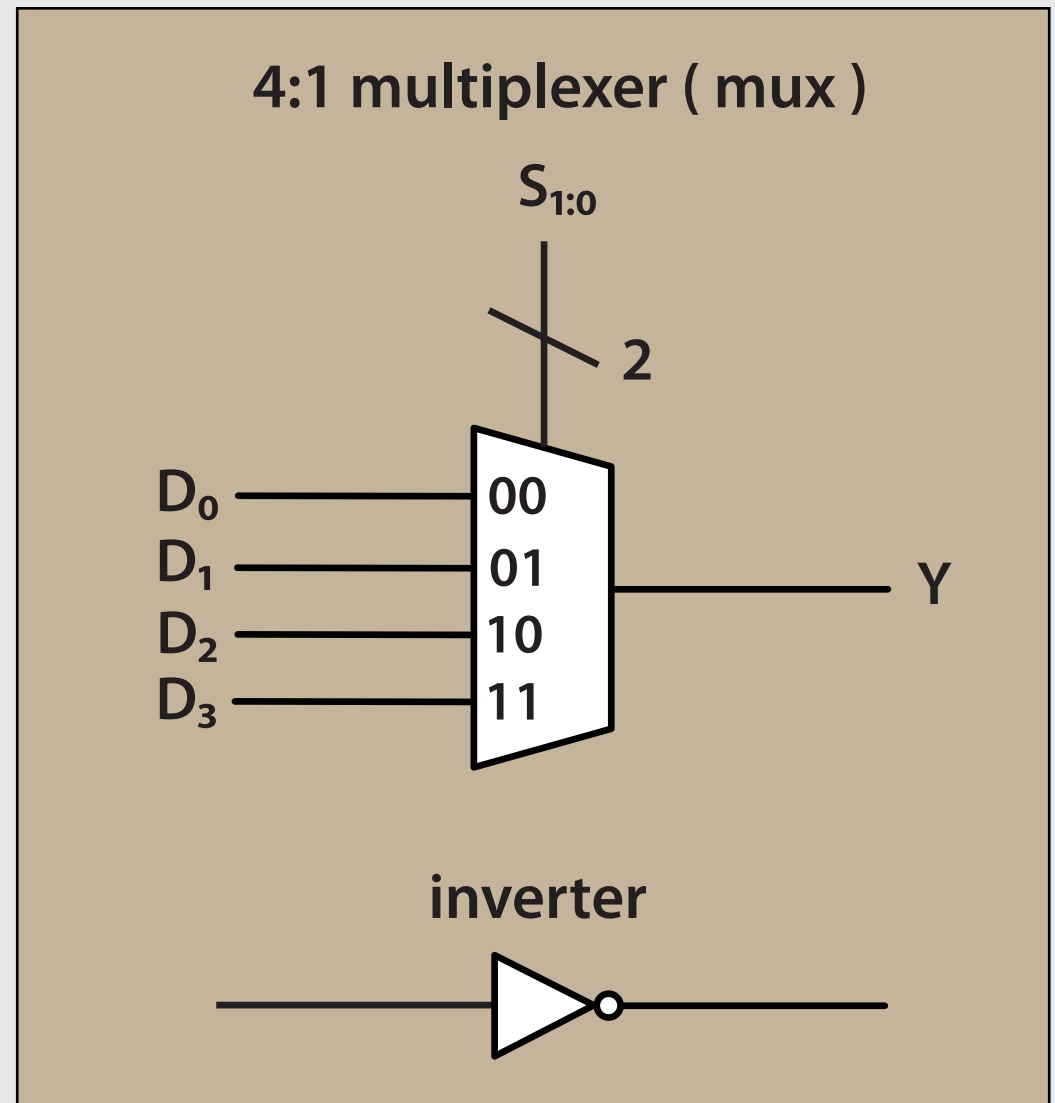 4:1 multiplexer ( mux )
S1:0
2
D0 00
D1 01
Y
D2 10
D3 11
inverter